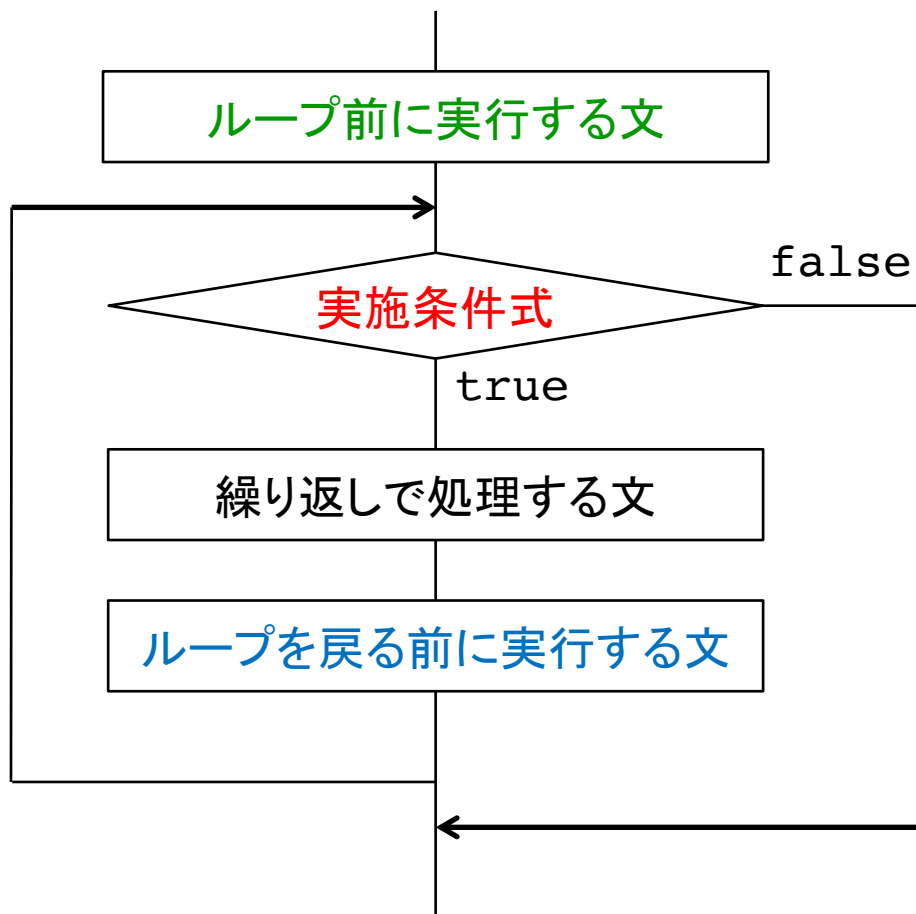 ループ前に実行する文
false
実施条件式
true
繰り返しで処理する文
ループを戻る前に実行する文